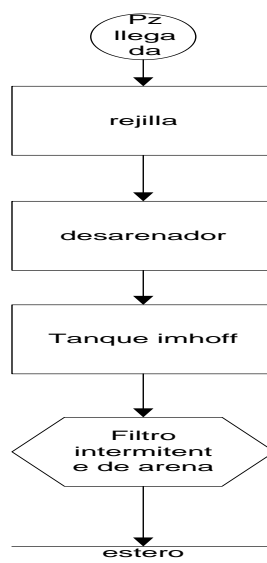 Pz
llega
da
rejilla
desarenador
Tanque imhoff
Filtro
intermitent
e de arena
estero